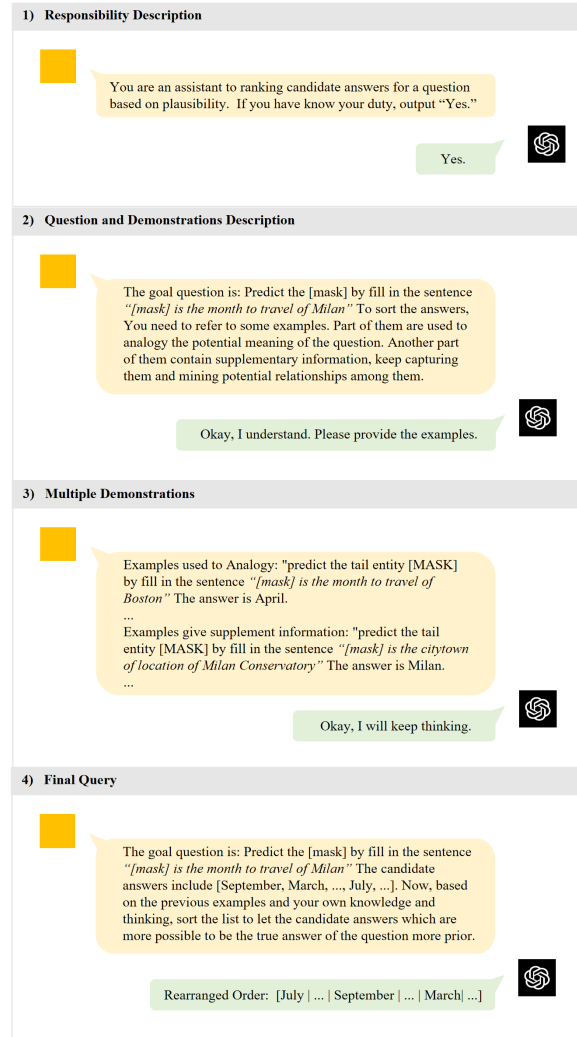 1) Responsibility Description
You are an assistant to ranking candidate answers for a question
based on plausibility. If you have know your duty, output “Yes.”
Yes.
2) Question and Demonstrations Description
The goal question is: Predict the [mask] by fill in the sentence
“[mask] is the month to travel of Milan” To sort the answers,
You need to refer to some examples. Part of them are used to
analogy the potential meaning of the question. Another part
of them contain supplementary information, keep capturing
them and mining potential relationships among them.
Okay, I understand. Please provide the examples.
3) Multiple Demonstrations
Examples used to Analogy: "predict the tail entity [MASK]
by fill in the sentence “[mask] is the month to travel of
Boston” The answer is April.
...
Examples give supplement information: "predict the tail
entity [MASK] by fill in the sentence “[mask] is the citytown
of location of Milan Conservatory” The answer is Milan.
...
Okay, I will keep thinking.
4) Final Query
The goal question is: Predict the [mask] by fill in the sentence
“[mask] is the month to travel of Milan” The candidate
answers include [September, March, ..., July, ...]. Now, based
on the previous examples and your own knowledge and
thinking, sort the list to let the candidate answers which are
more possible to be the true answer of the question more prior.
Rearranged Order: [July | ... | September | ... | March| ...]